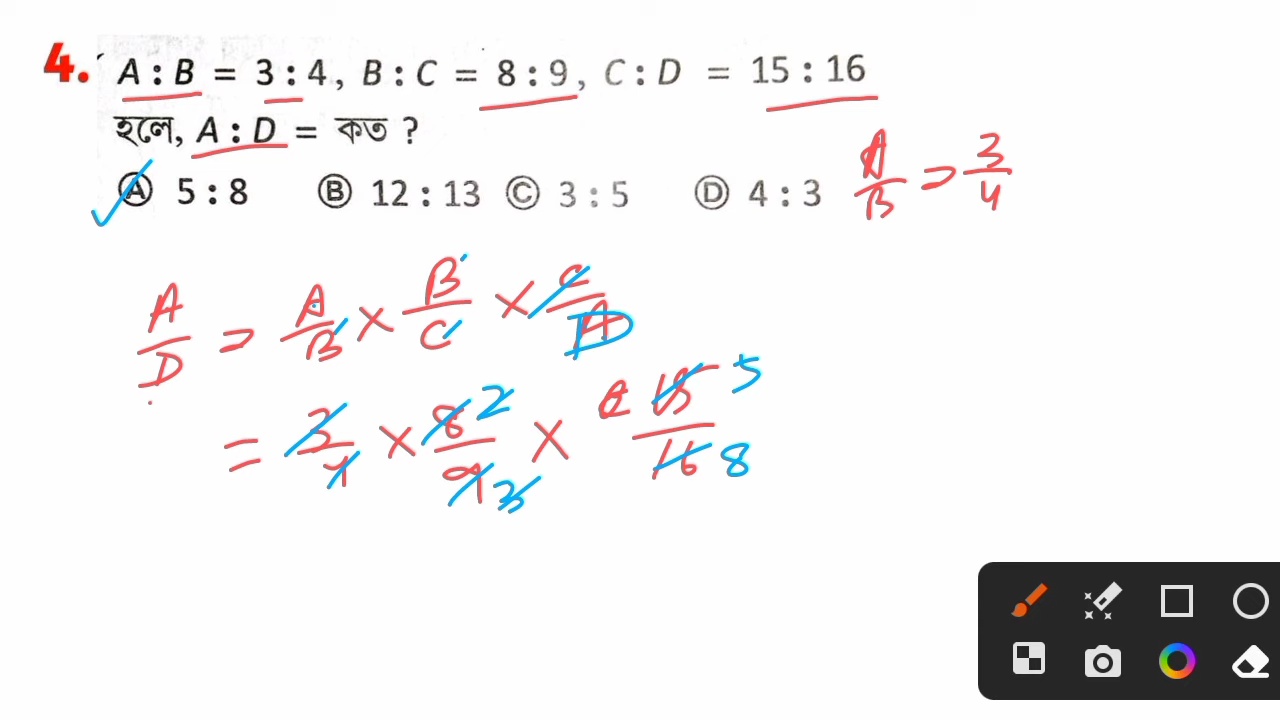 4. A : B = 3 : 4, B : C = 8 : 9, C : D = 15 : 16
হলে, A : D = কত ?
Ⓐ 5 : 8 Ⓑ 12 : 13 Ⓒ 3 : 5 Ⓓ 4 : 3
A/B = 3/4
A/D = A/B × B/C × C/D
= 3/4 × 8/9 × 15/16
2 5
3 8